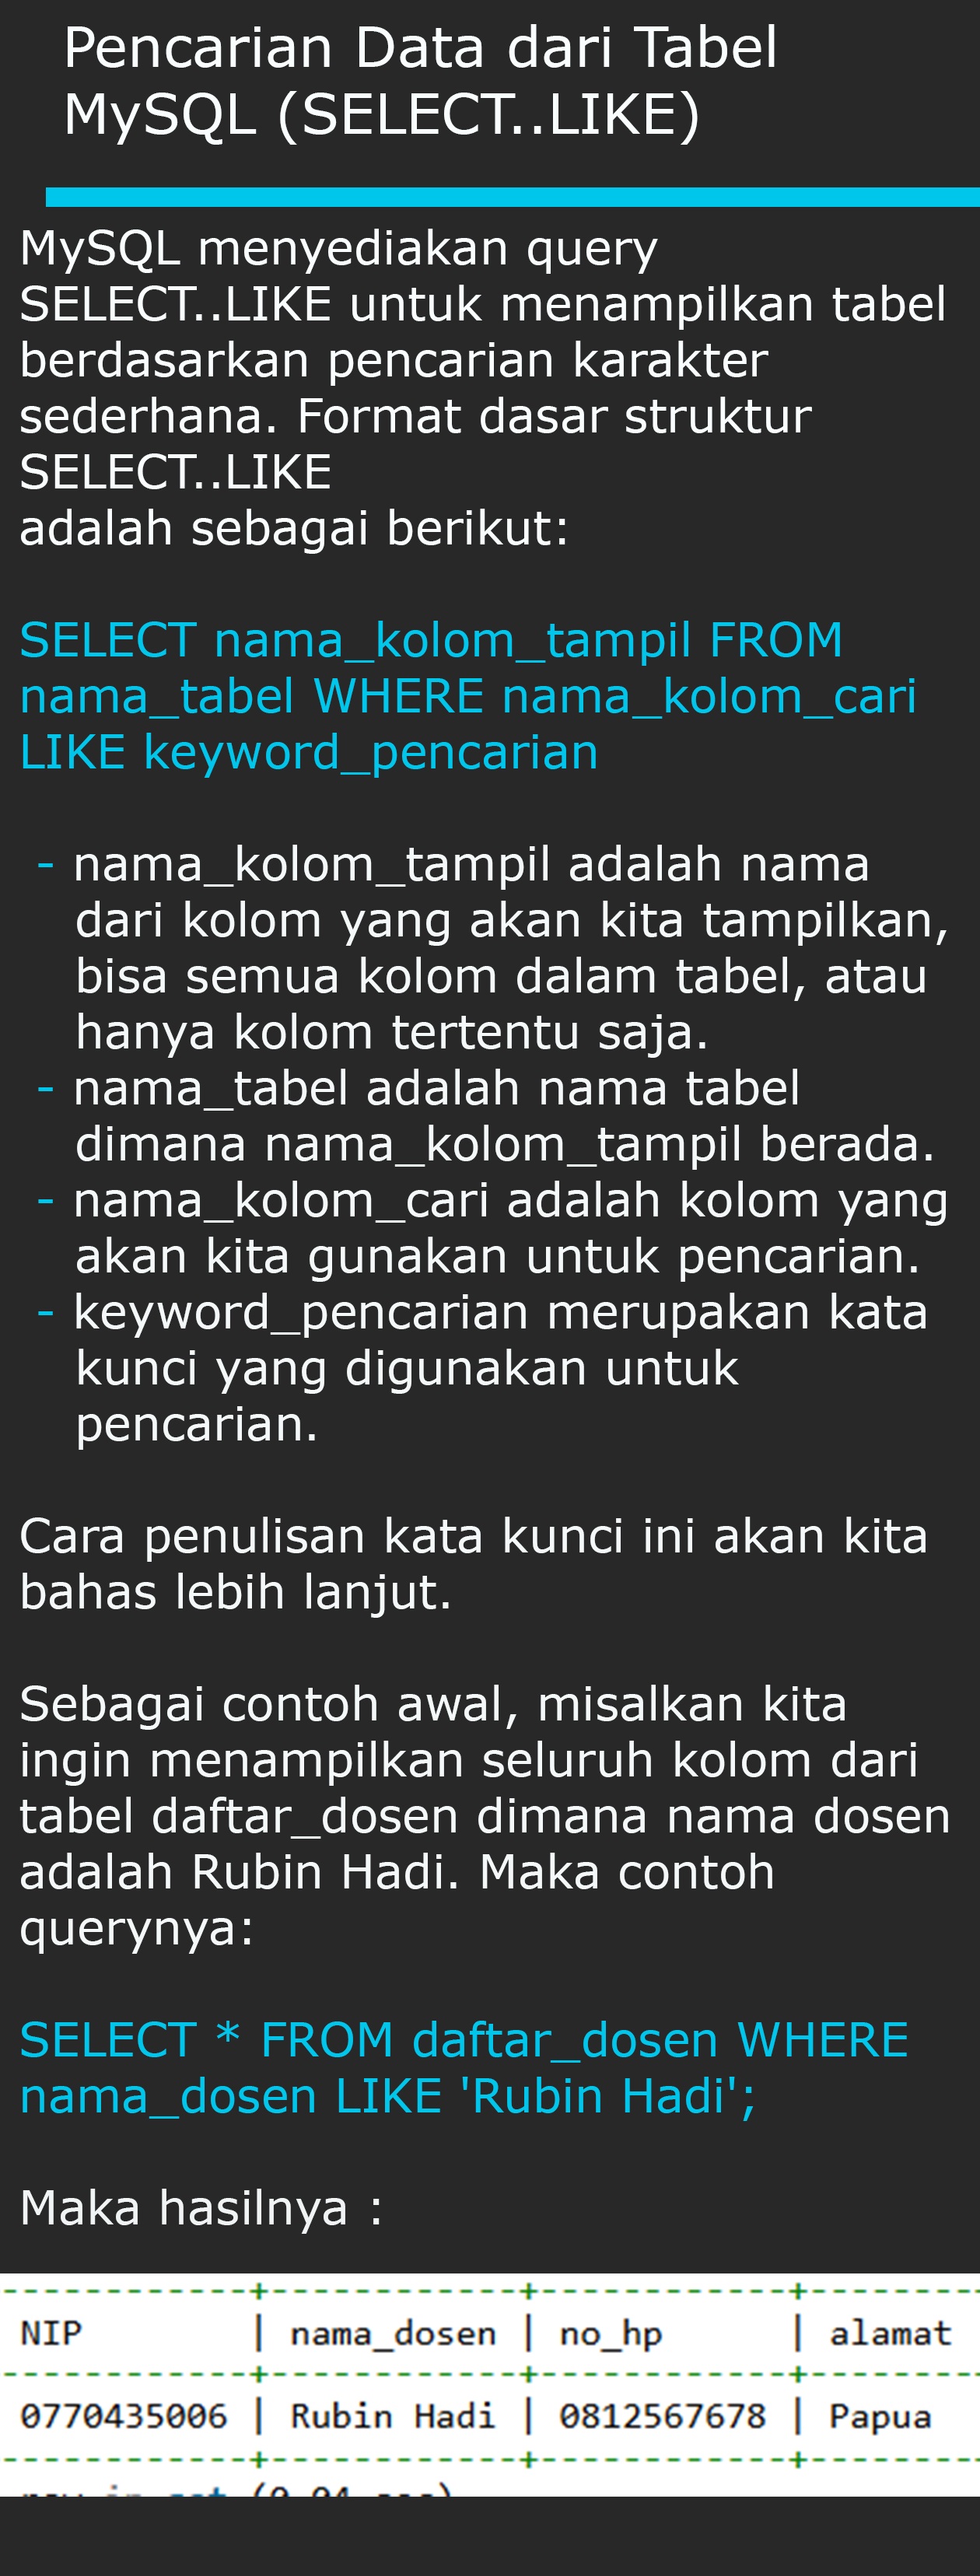 Pencarian Data dari Tabel
MySQL (SELECT..LIKE)
MySQL menyediakan query
SELECT..LIKE untuk menampilkan tabel
berdasarkan pencarian karakter
sederhana. Format dasar struktur
SELECT..LIKE
adalah sebagai berikut:
SELECT nama_kolom_tampil FROM
nama_tabel WHERE nama_kolom_cari
LIKE keyword_pencarian
- nama_kolom_tampil adalah nama
dari kolom yang akan kita tampilkan,
bisa semua kolom dalam tabel, atau
hanya kolom tertentu saja.
- nama_tabel adalah nama tabel
dimana nama_kolom_tampil berada.
- nama_kolom_cari adalah kolom yang
akan kita gunakan untuk pencarian.
- keyword_pencarian merupakan kata
kunci yang digunakan untuk
pencarian.
Cara penulisan kata kunci ini akan kita
bahas lebih lanjut.
Sebagai contoh awal, misalkan kita
ingin menampilkan seluruh kolom dari
tabel daftar_dosen dimana nama dosen
adalah Rubin Hadi. Maka contoh
querynya:
SELECT * FROM daftar_dosen WHERE
nama_dosen LIKE 'Rubin Hadi';
Maka hasilnya :
------------+------------+------------+--------
NIP | nama_dosen | no_hp | alamat
------------+------------+------------+--------
0770435006 | Rubin Hadi | 0812567678 | Papua
------------+------------+------------+--------